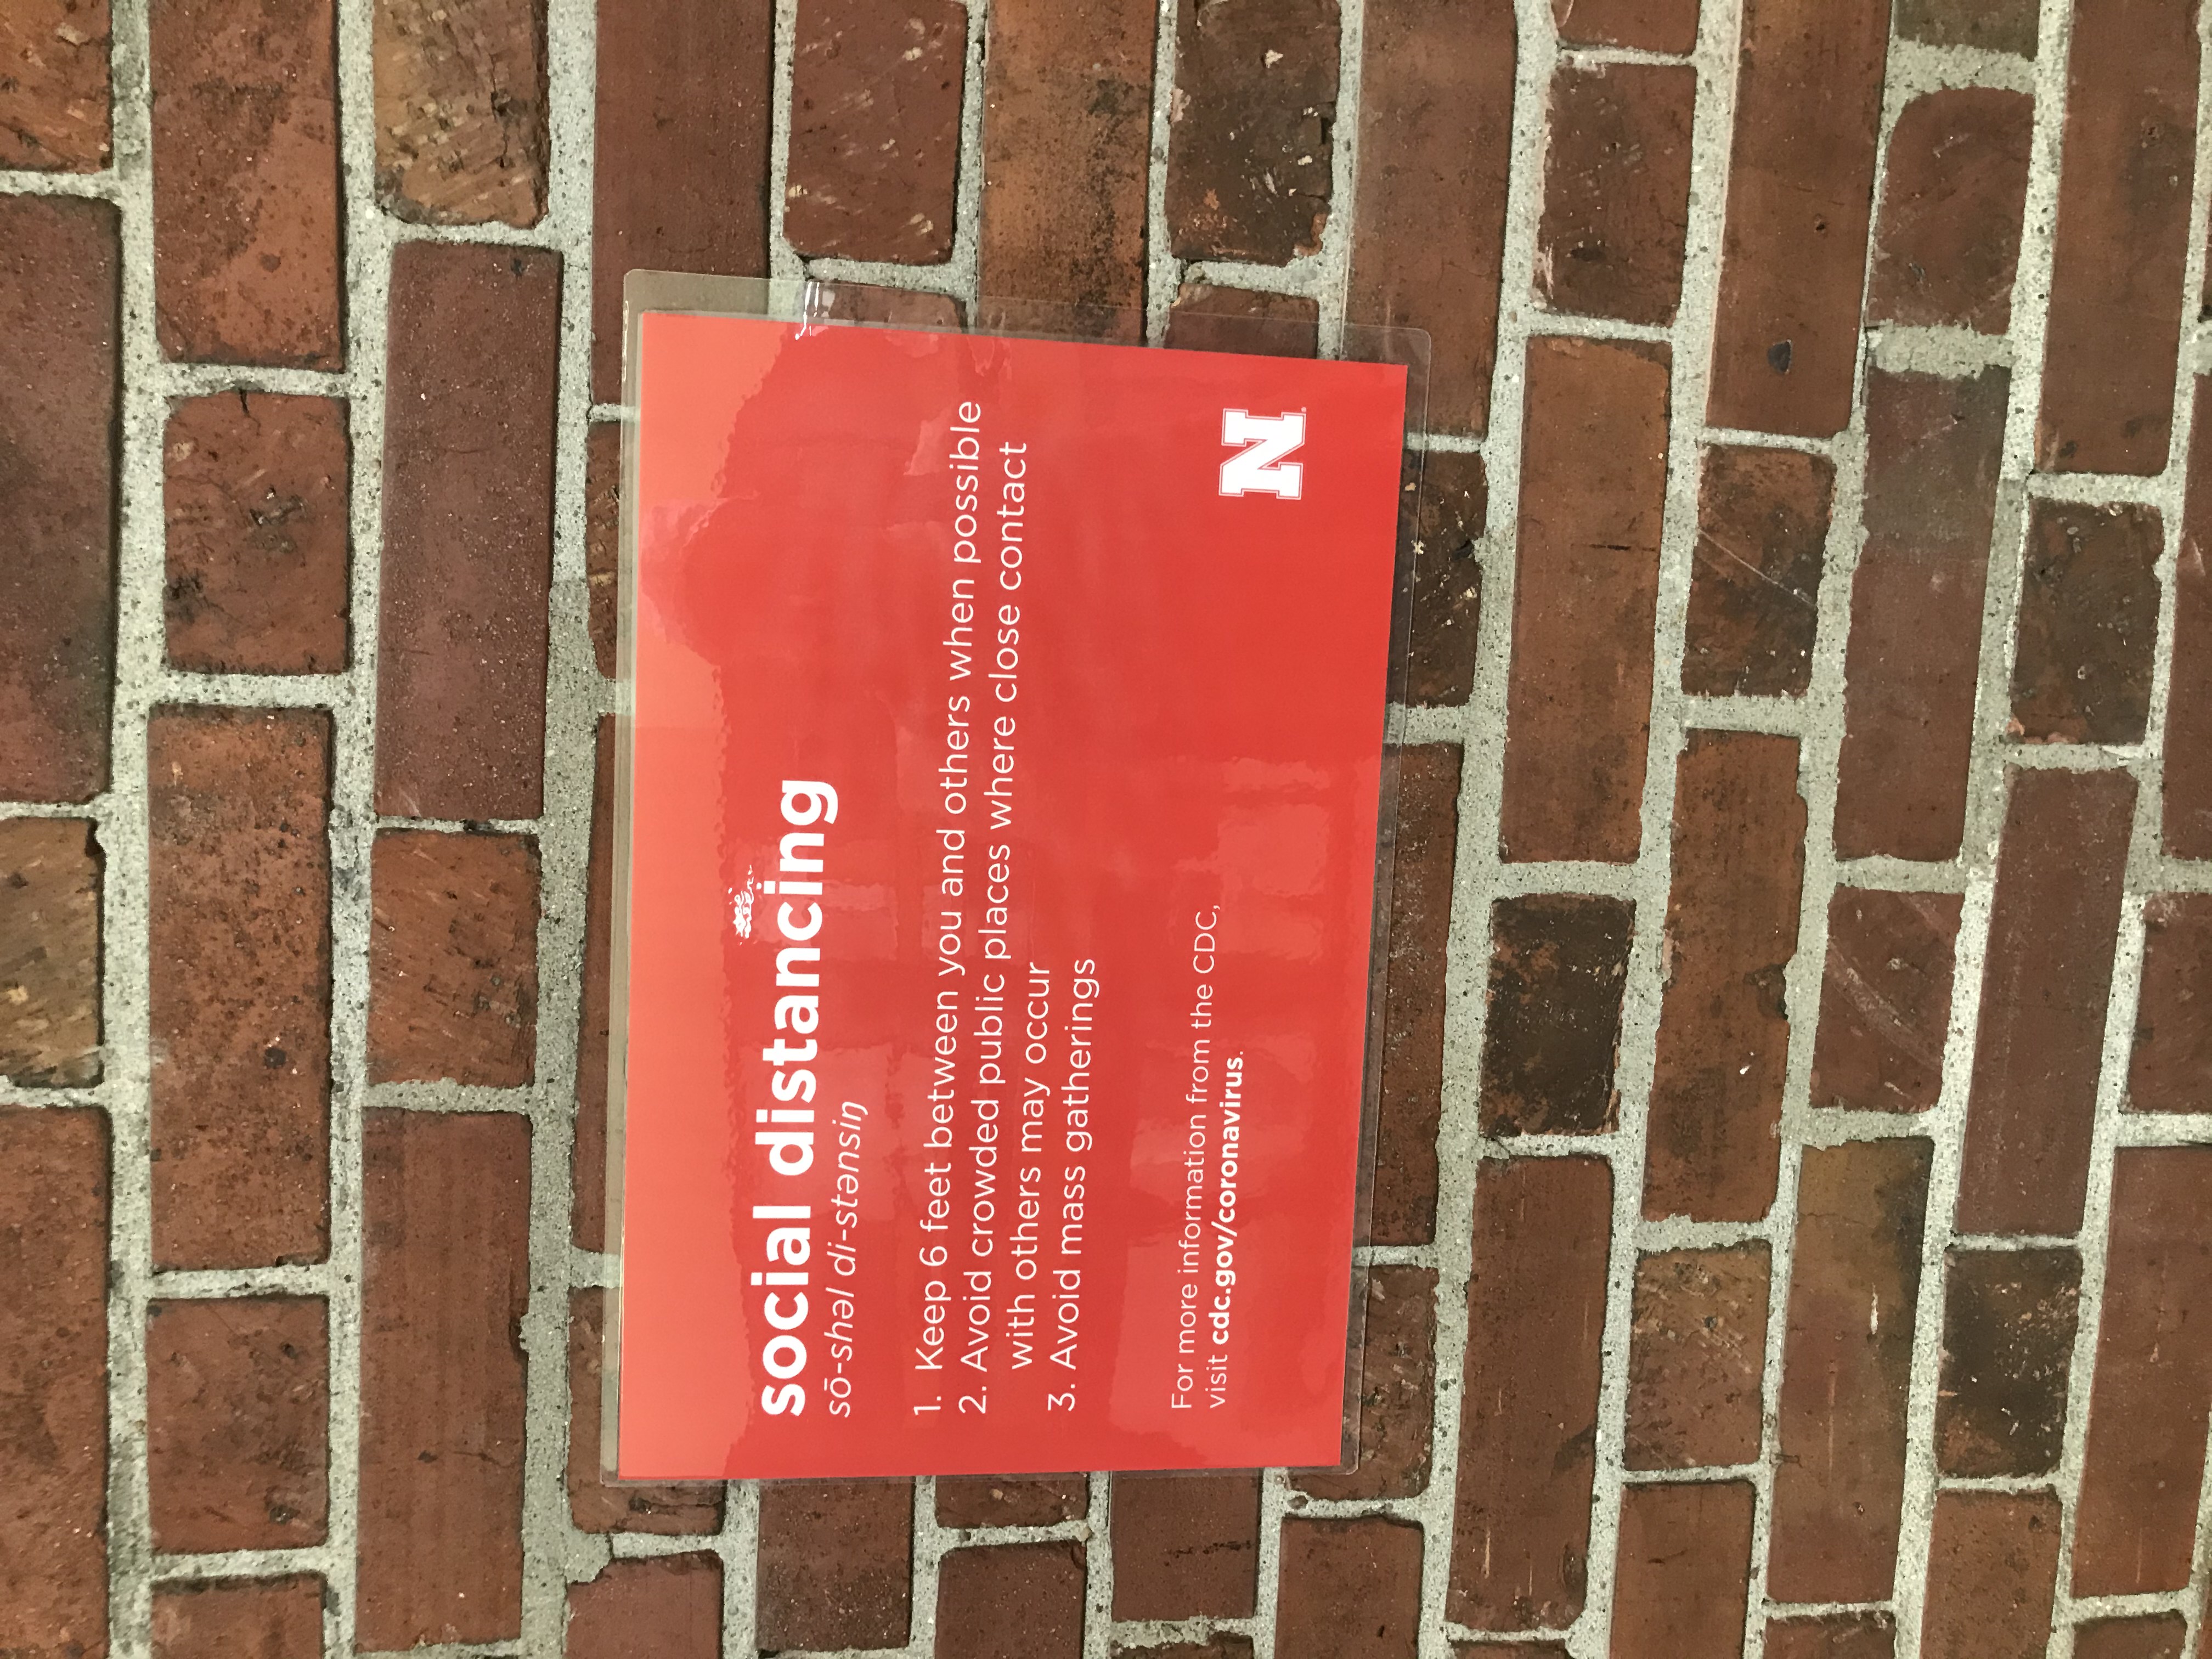 social distancing
sō-shəl di-stənsiŋ
1. Keep 6 feet between you and others when possible
2. Avoid crowded public places where close contact
with others may occur
3. Avoid mass gatherings
For more information from the CDC,
visit cdc.gov/coronavirus.
N